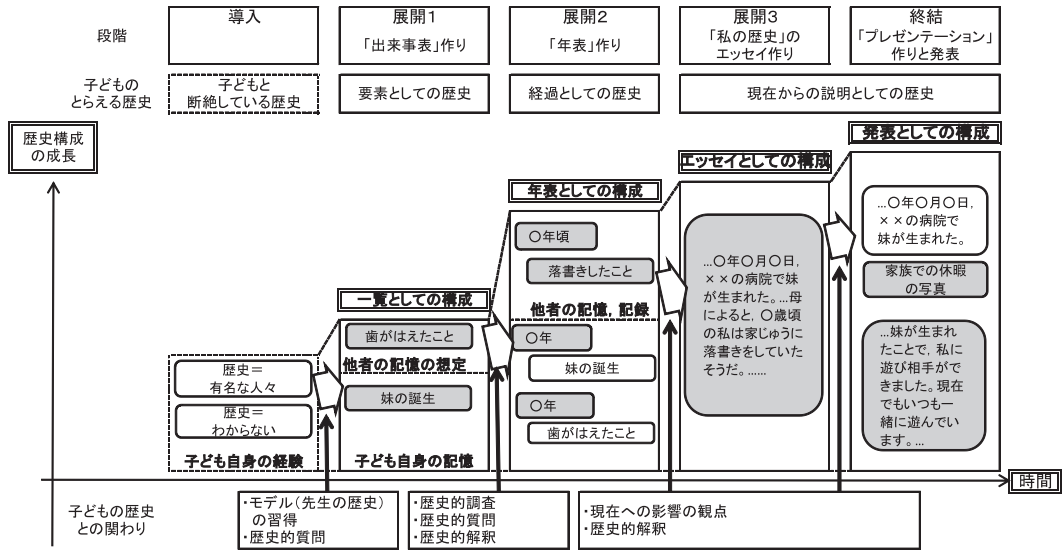 段階
導入
展開1
「出来事表」作り
展開2
「年表」作り
展開3
「私の歴史」の
エッセイ作り
終結
「プレゼンテーション」
作りと発表
子どもの
とらえる歴史
子どもと
断絶している歴史
要素としての歴史
経過としての歴史
現在からの説明としての歴史
歴史構成
の成長
歴史＝
有名な人々
歴史＝
わからない
子ども自身の経験
一覧としての構成
歯がはえたこと
他者の記憶の想定
妹の誕生
子ども自身の記憶
年表としての構成
〇年頃
落書きしたこと
他者の記憶，記録
〇年
妹の誕生
〇年
歯がはえたこと
エッセイとしての構成
…〇年〇月〇日，
××の病院で妹
が生まれた。…母
によると，〇歳頃
の私は家じゅうに
落書きをしていた
そうだ。……
発表としての構成
…〇年〇月〇日，
××の病院で
妹が生まれた。
家族での休暇
の写真
…妹が生まれ
たことで，私に
遊び相手がで
きました。現在
でもいつも一
緒に遊んでい
ます。…
時間
子どもの歴史
との関わり
・モデル（先生の歴史）
の習得
・歴史的質問
・歴史的調査
・歴史的質問
・歴史的解釈
・現在への影響の観点
・歴史的解釈